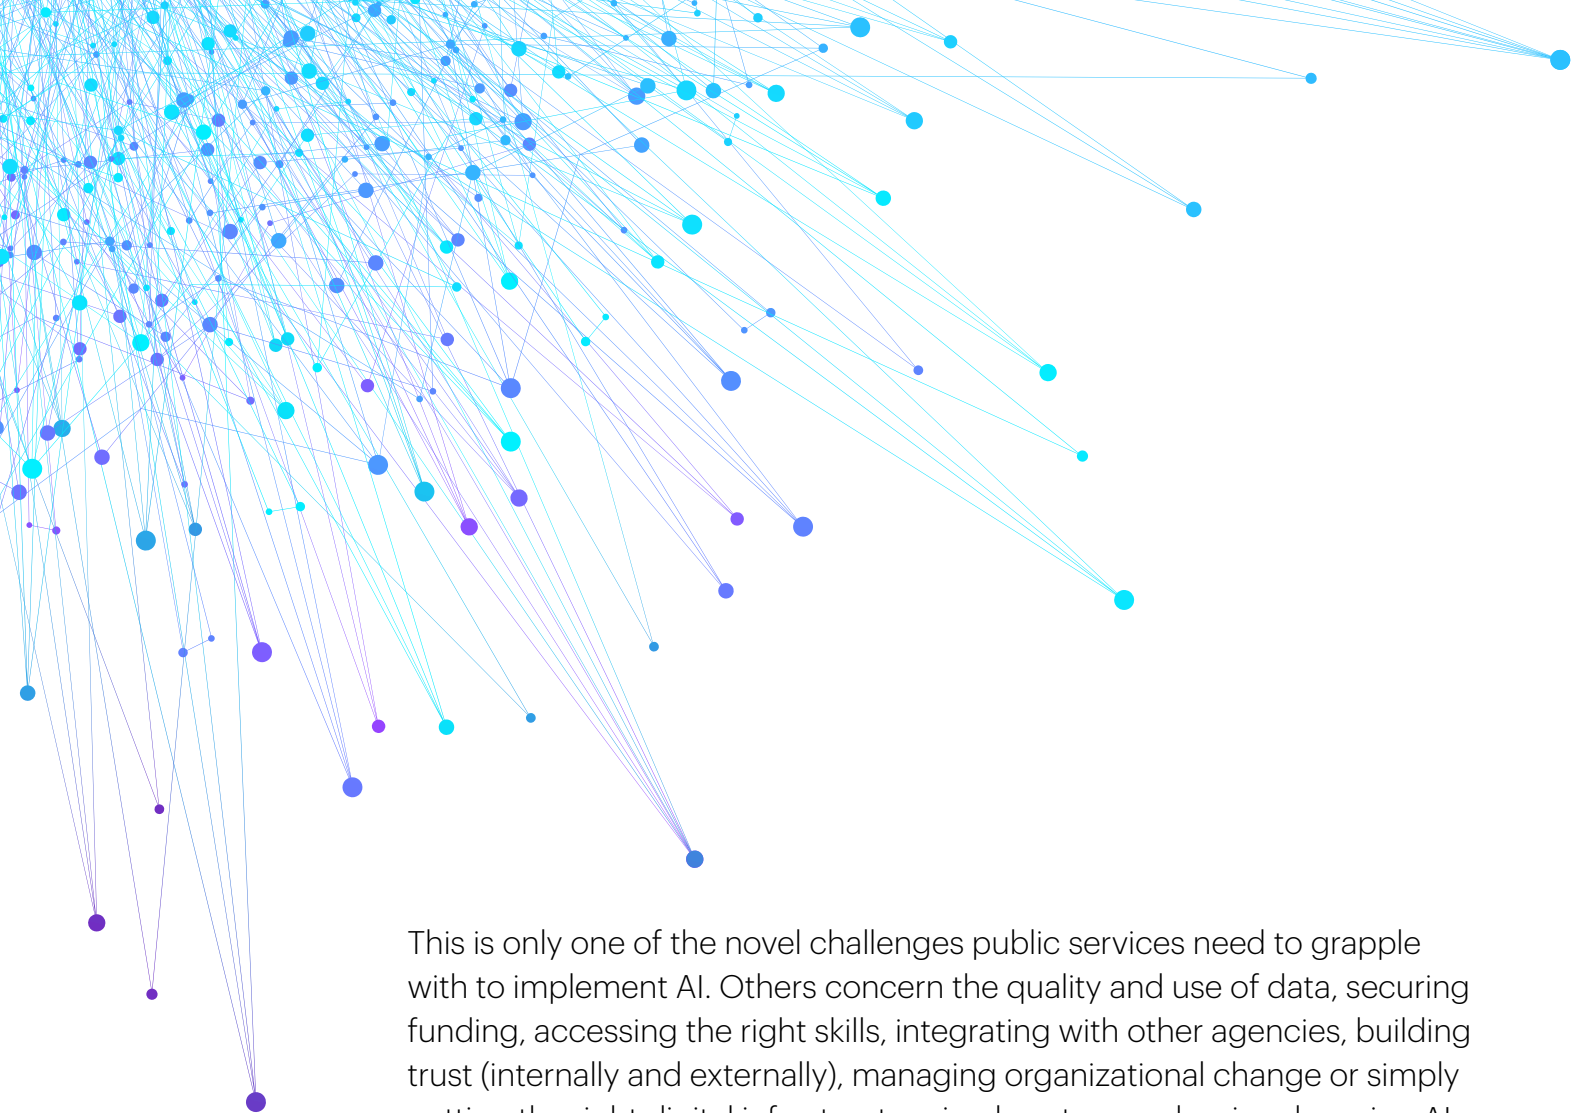 This is only one of the novel challenges public services need to grapple
with to implement AI. Others concern the quality and use of data, securing
funding, accessing the right skills, integrating with other agencies, building
trust (internally and externally), managing organizational change or simply